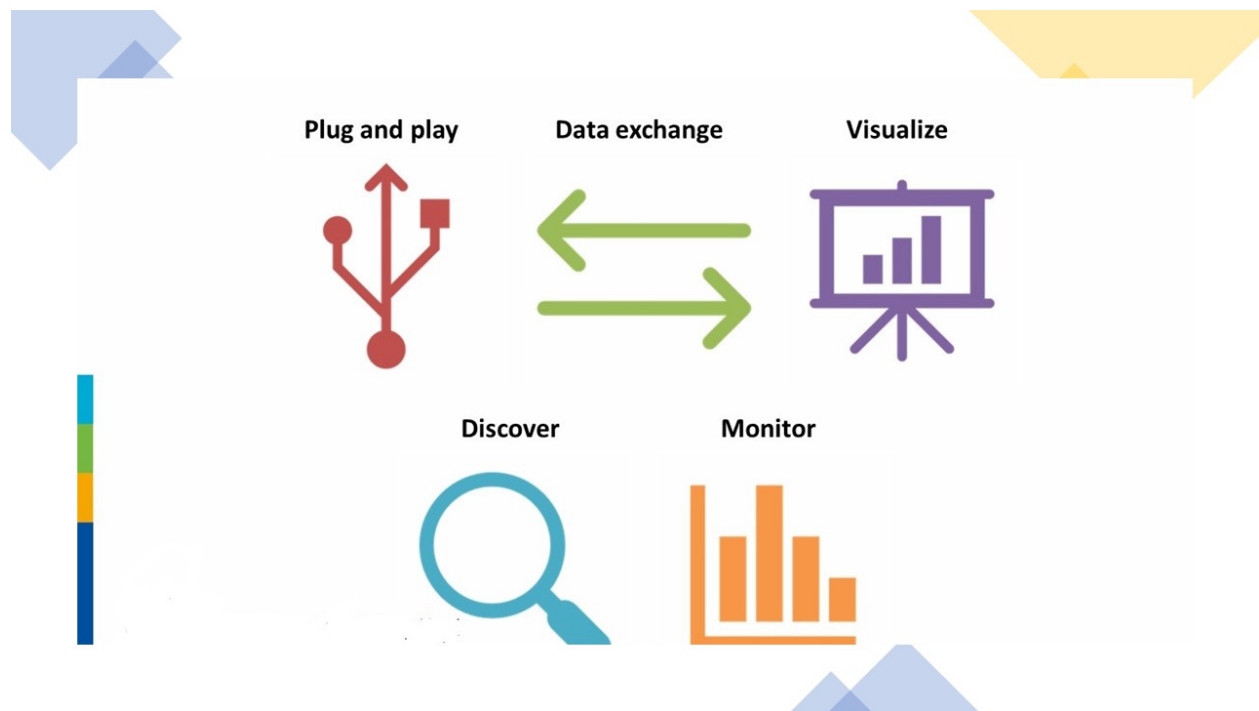 Plug and play
Data exchange
Visualize
Discover
Monitor